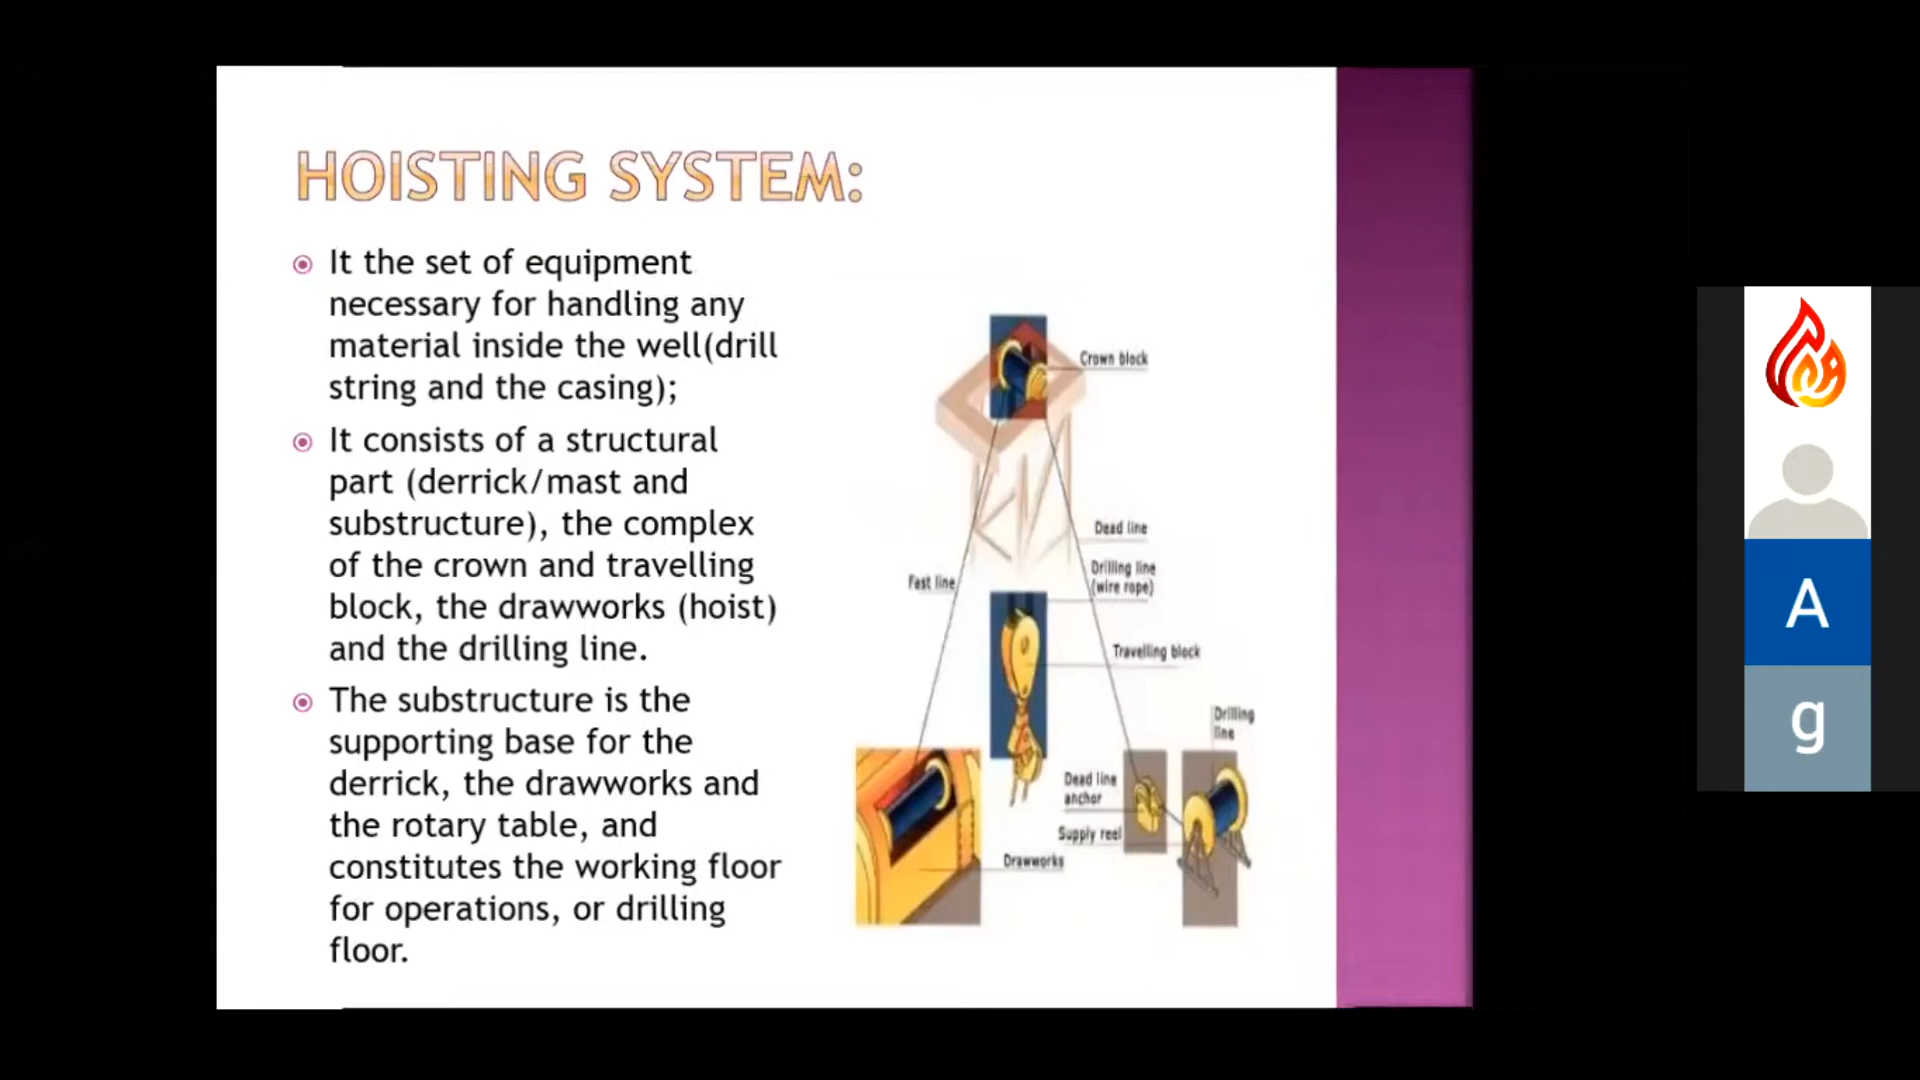 HOISTING SYSTEM:
It the set of equipment
necessary for handling any
material inside the well(drill
string and the casing);
It consists of a structural
part (derrick/mast and
substructure), the complex
of the crown and travelling
block, the drawworks (hoist)
and the drilling line.
The substructure is the
supporting base for the
derrick, the drawworks and
the rotary table, and
constitutes the working floor
for operations, or drilling
floor.
Crown block
Dead line
Drilling line
(wire rope)
Fast line
Travelling block
Drilling
line
Dead line
anchor
Supply reel
Drawworks
A
g